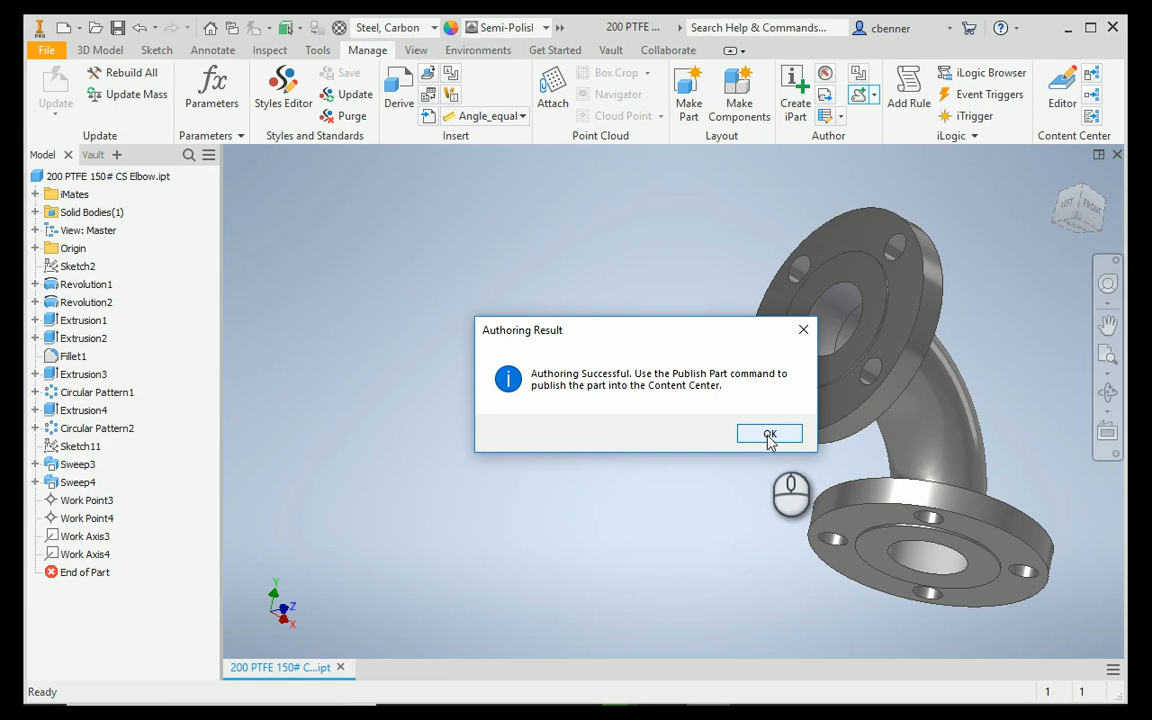 PRO
Steel, Carbon
Semi-Polisl
200 PTFE ...
Search Help & Commands...
cbenner
File
3D Model
Sketch
Annotate
Inspect
Tools
Manage
View
Environments
Get Started
Vault
Collaborate
Update
Rebuild All
Update Mass
Update
fx
Parameters
Parameters
Styles Editor
Save
Update
Purge
Styles and Standards
Derive
Angle_equal
Insert
Attach
Box Crop
Navigator
Cloud Point
Point Cloud
Make
Part
Make
Components
Layout
Create
iPart
Author
Add Rule
iLogic Browser
Event Triggers
iTrigger
iLogic
Editor
Content Center
Model
Vault
200 PTFE 150# CS Elbow.ipt
iMates
Solid Bodies(1)
View: Master
Origin
Sketch2
Revolution1
Revolution2
Extrusion1
Extrusion2
Fillet1
Extrusion3
Circular Pattern1
Extrusion4
Circular Pattern2
Sketch11
Sweep3
Sweep4
Work Point3
Work Point4
Work Axis3
Work Axis4
End of Part
LEFT
FRONT
Authoring Result
Authoring Successful. Use the Publish Part command to
publish the part into the Content Center.
OK
Y
Z
X
200 PTFE 150# C...ipt
Ready
1
1